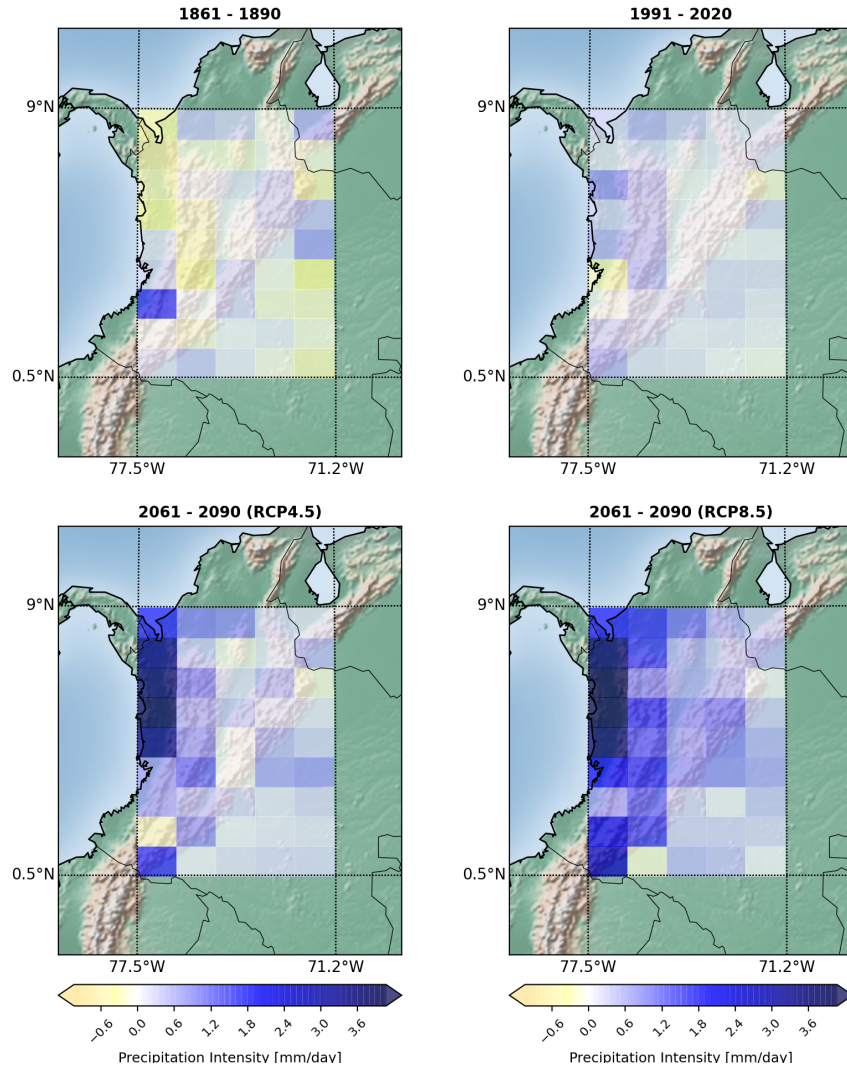 1861 - 1890
1991 - 2020
9°N
9°N
0.5°N
0.5°N
77.5°W
71.2°W
77.5°W
71.2°W
2061 - 2090 (RCP4.5)
2061 - 2090 (RCP8.5)
9°N
9°N
0.5°N
0.5°N
77.5°W
71.2°W
77.5°W
71.2°W
−0.6 0.0 0.6 1.2 1.8 2.4 3.0 3.6
−0.6 0.0 0.6 1.2 1.8 2.4 3.0 3.6
Precipitation Intensity [mm/day]
Precipitation Intensity [mm/day]